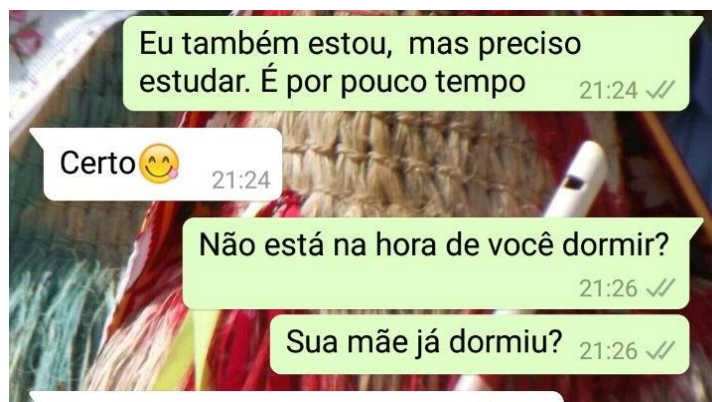 Eu também estou,  mas preciso
estudar. É por pouco tempo 21:24
Certo😋 21:24
Não está na hora de você dormir?
21:26
Sua mãe já dormiu? 21:26